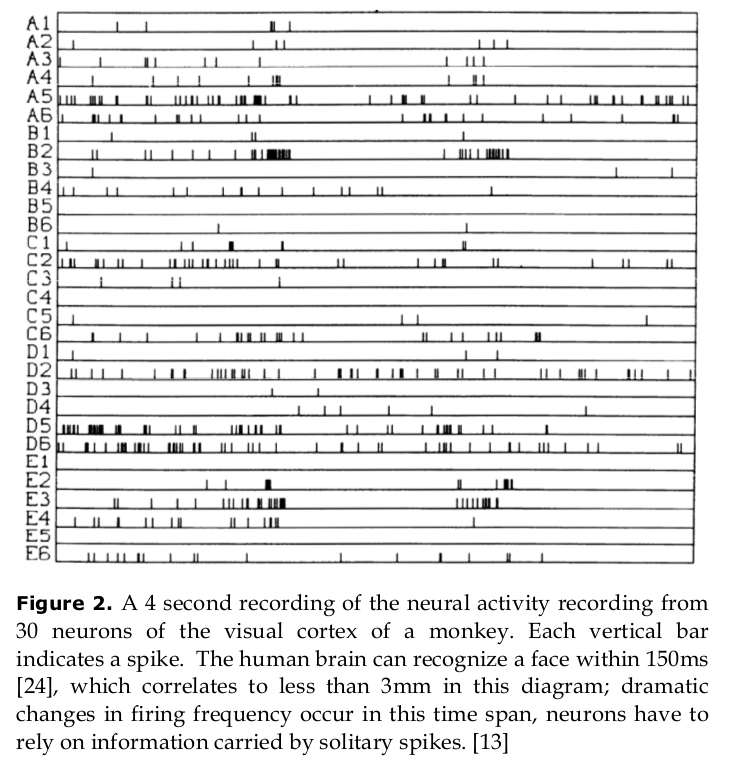 A1
A2
A3
A4
A5
A6
B1
B2
B3
B4
B5
B6
C1
C2
C3
C4
C5
C6
D1
D2
D3
D4
D5
D6
E1
E2
E3
E4
E5
E6
Figure 2. A 4 second recording of the neural activity recording from
30 neurons of the visual cortex of a monkey. Each vertical bar
indicates a spike. The human brain can recognize a face within 150ms
[24], which correlates to less than 3mm in this diagram; dramatic
changes in firing frequency occur in this time span, neurons have to
rely on information carried by solitary spikes. [13]